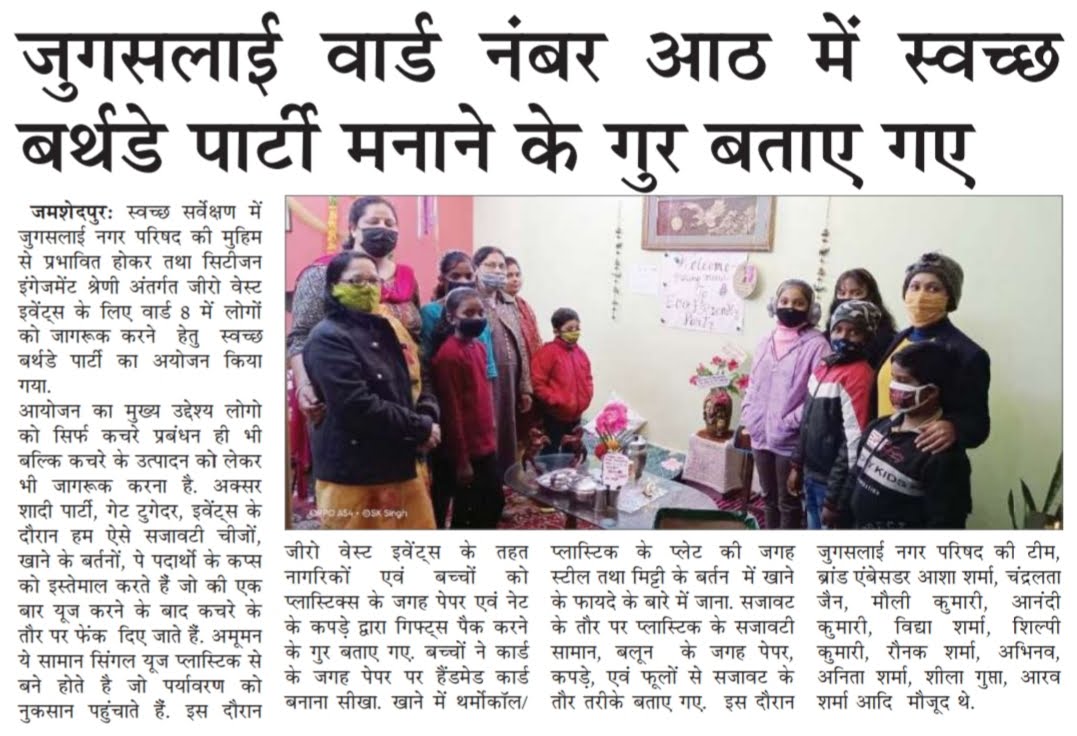 जुगसलाई वार्ड नंबर आठ में स्वच्छ
बर्थडे पार्टी मनाने के गुर बताए गए
जमशेदपुरः स्वच्छ सर्वेक्षण में
जुगसलाई नगर परिषद की मुहिम
से प्रभावित होकर तथा सिटीजन
इंगेजमेंट श्रेणी अंतर्गत जीरो वेस्ट
इवेंट्स के लिए वार्ड 8 में लोगों
को जागरूक करने हेतु स्वच्छ
बर्थडे पार्टी का अयोजन किया
गया.
आयोजन का मुख्य उद्देश्य लोगो
को सिर्फ कचरे प्रबंधन ही भी
बल्कि कचरे के उत्पादन को लेकर
भी जागरूक करना है. अक्सर
शादी पार्टी, गेट टुगेदर, इवेंट्स के
दौरान हम ऐसे सजावटी चीजों,
खाने के बर्तनों, पे पदार्थो के कप्स
को इस्तेमाल करते हैं जो की एक
बार यूज करने के बाद कचरे के
तौर पर फेंक दिए जाते हैं. अमूमन
ये सामान सिंगल यूज प्लास्टिक से
बने होते है जो पर्यावरण को
नुकसान पहुंचाते हैं. इस दौरान
Welcome
To
Eco friendly
Party
OPPO A54 • ©SK Singh
KIDS
जीरो वेस्ट इवेंट्स के तहत
नागरिकों एवं बच्चों को
प्लास्टिक्स के जगह पेपर एवं नेट
के कपड़े द्वारा गिफ्ट्स पैक करने
के गुर बताए गए. बच्चों ने कार्ड
के जगह पेपर पर हैंडमेड कार्ड
बनाना सीखा. खाने में थर्मोकॉल/
प्लास्टिक के प्लेट की जगह
स्टील तथा मिट्टी के बर्तन में खाने
के फायदे के बारे में जाना. सजावट
के तौर पर प्लास्टिक के सजावटी
सामान, बलून के जगह पेपर,
कपड़े, एवं फूलों से सजावट के
तौर तरीके बताए गए. इस दौरान
जुगसलाई नगर परिषद की टीम,
ब्रांड एंबेसडर आशा शर्मा, चंद्रलता
जैन, मौली कुमारी, आनंदी
कुमारी, विद्या शर्मा, शिल्पी
कुमारी, रौनक शर्मा, अभिनव,
अनिता शर्मा, शीला गुप्ता, आरव
शर्मा आदि मौजूद थे.